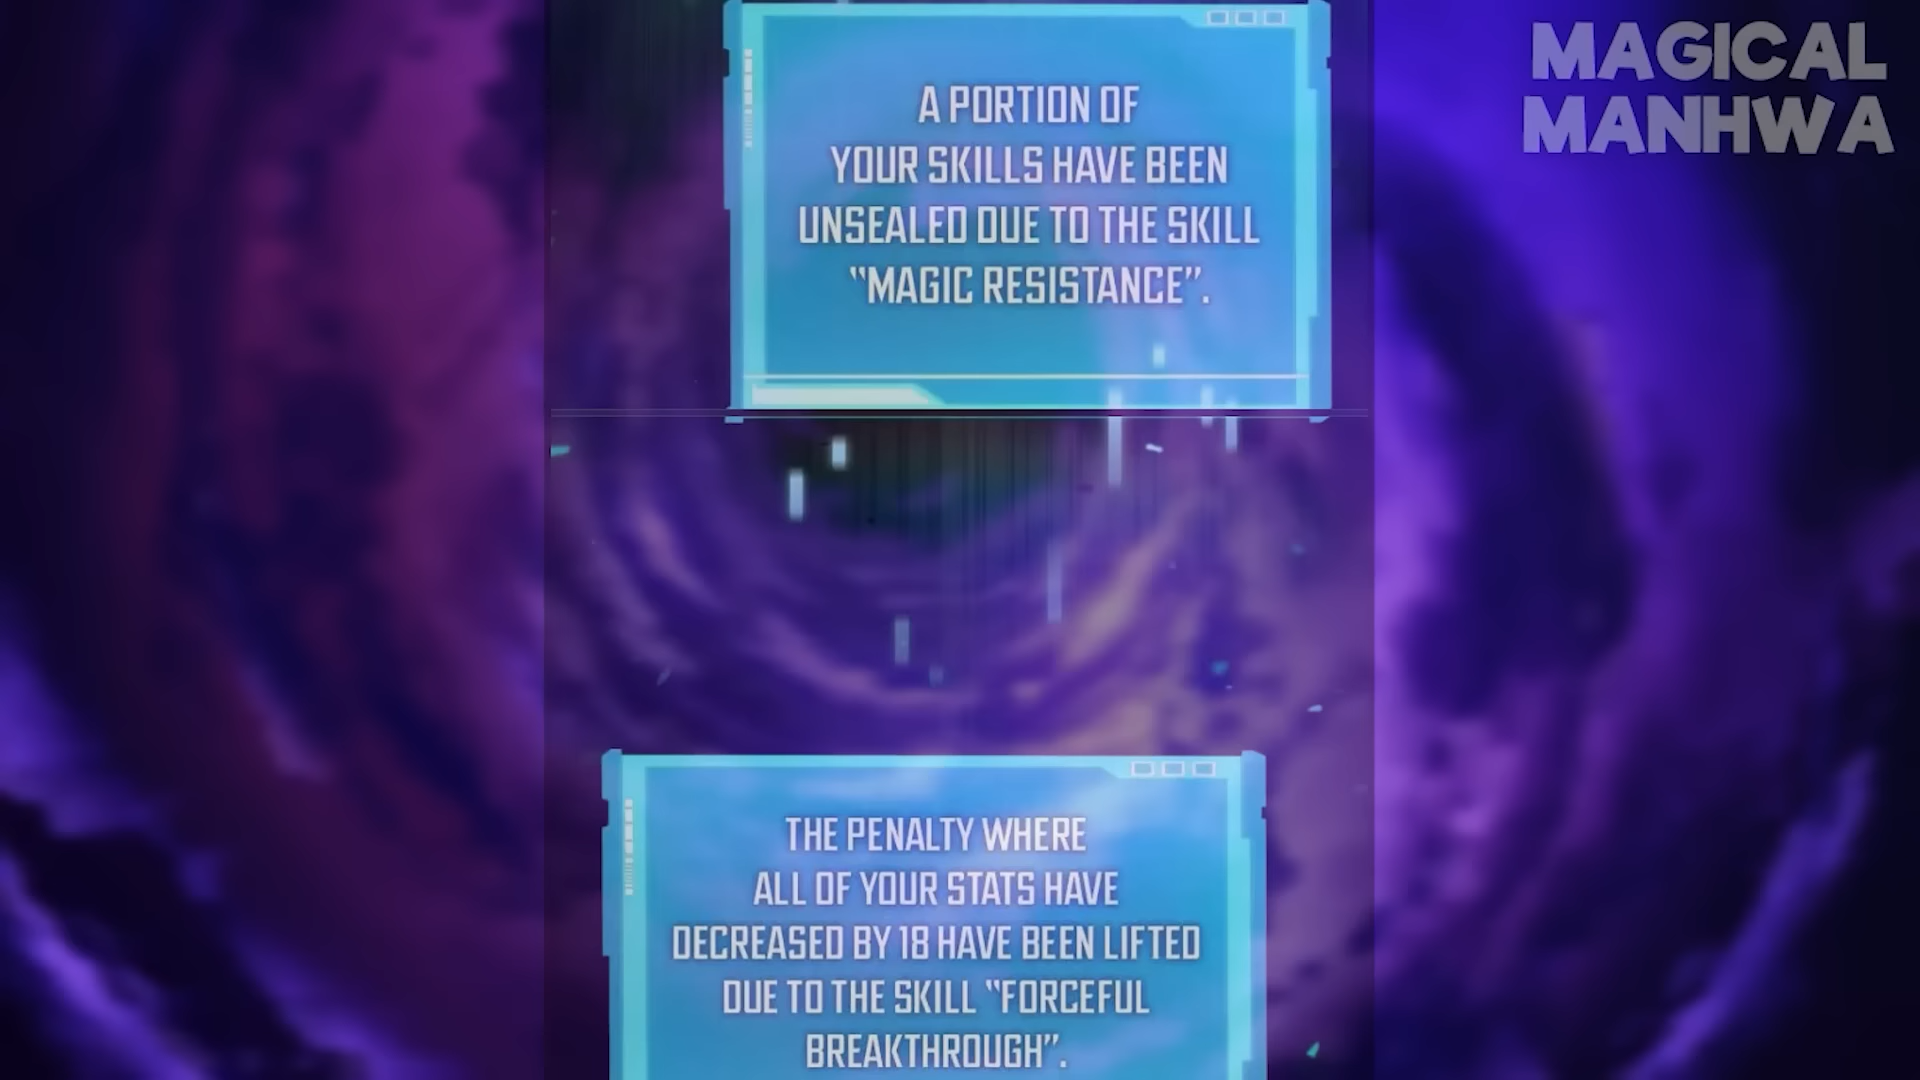 MAGICAL
MANHWA
A PORTION OF
YOUR SKILLS HAVE BEEN
UNSEALED DUE TO THE SKILL
“MAGIC RESISTANCE”.
THE PENALTY WHERE
ALL OF YOUR STATS HAVE
DECREASED BY 18 HAVE BEEN LIFTED
DUE TO THE SKILL “FORCEFUL
BREAKTHROUGH”.